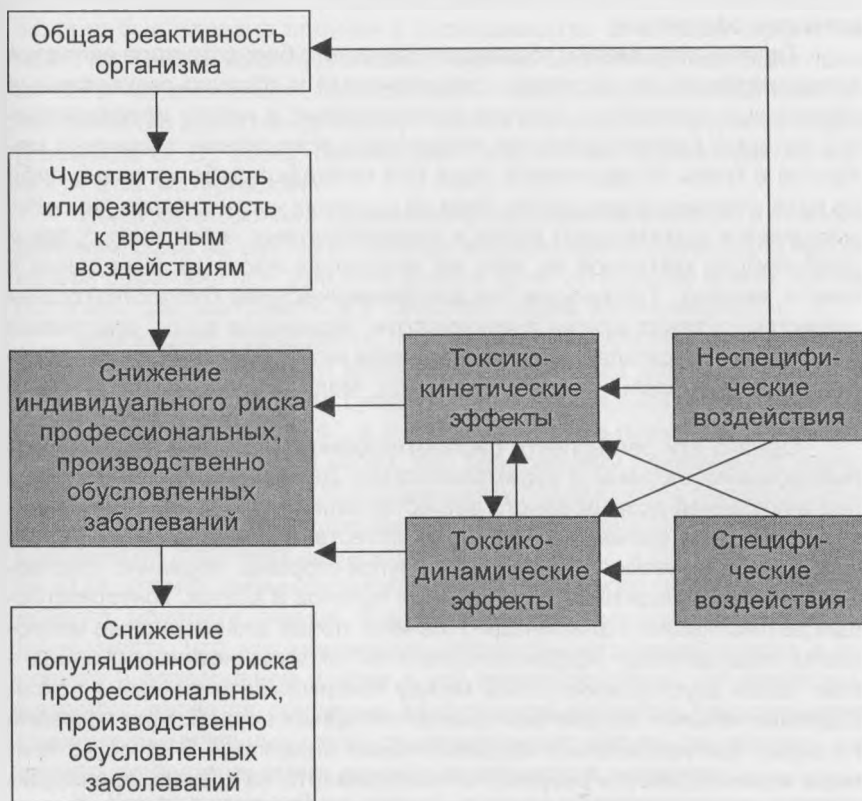 Общая реактивность
организма
Чувствительность
или резистентность
к вредным
воздействиям
Снижение
индивидуального риска
профессиональных,
производственно
обусловленных
заболеваний
Токсико-
кинетические
эффекты
Неспецифи-
ческие
воздействия
Токсико-
динамические
эффекты
Специфи-
ческие
воздействия
Снижение
популяционного риска
профессиональных,
производственно
обусловленных
заболеваний